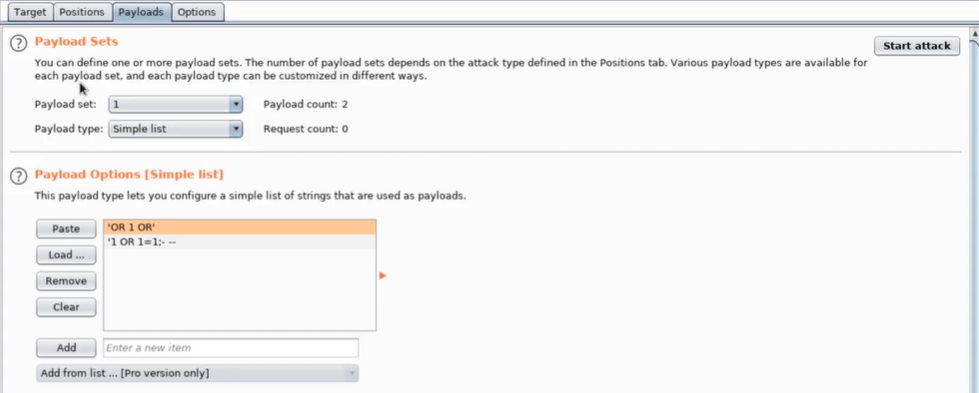 Target Positions Payloads Options
? Payload Sets
Start attack
You can define one or more payload sets. The number of payload sets depends on the attack type defined in the Positions tab. Various payload types are available for
each payload set, and each payload type can be customized in different ways.
Payload set: 1 Payload count: 2
Payload type: Simple list Request count: 0
? Payload Options [Simple list]
This payload type lets you configure a simple list of strings that are used as payloads.
Paste 'OR 1 OR'
'1 OR 1=1;- --
Load ...
Remove
Clear
Add Enter a new item
Add from list ... [Pro version only]